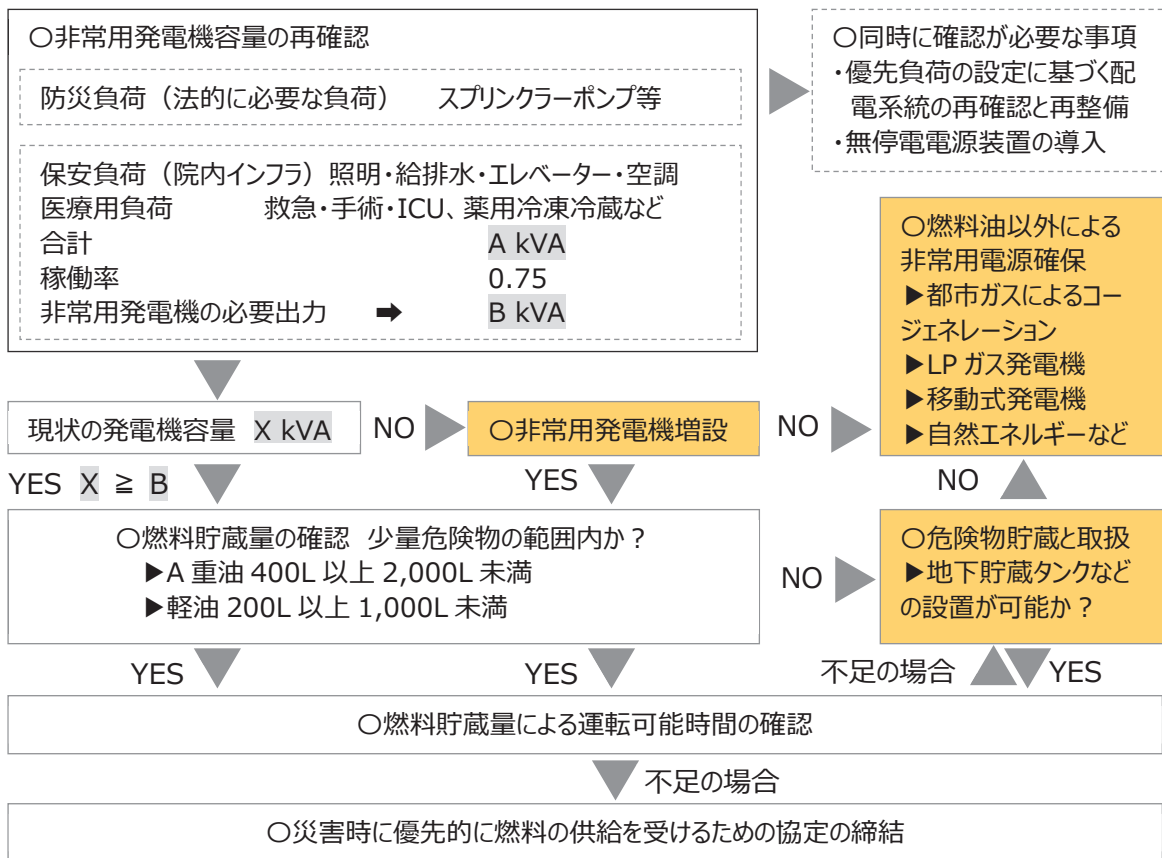 〇非常用発電機容量の再確認
防災負荷（法的に必要な負荷） スプリンクラーポンプ等
保安負荷（院内インフラ）照明・給排水・エレベーター・空調
医療用負荷 救急・手術・ICU、薬用冷凍冷蔵など
合計 A kVA
稼働率 0.75
非常用発電機の必要出力 ➡ B kVA
〇同時に確認が必要な事項
・優先負荷の設定に基づく配
電系統の再確認と再整備
・無停電電源装置の導入
〇燃料油以外による
非常用電源確保
▶都市ガスによるコー
ジェネレーション
▶LP ガス発電機
▶移動式発電機
▶自然エネルギーなど
現状の発電機容量 X kVA
NO
〇非常用発電機増設
NO
YES X ≧ B
YES
NO
〇燃料貯蔵量の確認 少量危険物の範囲内か？
▶A 重油 400L 以上 2,000L 未満
▶軽油 200L 以上 1,000L 未満
NO
〇危険物貯蔵と取扱
▶地下貯蔵タンクなど
の設置が可能か？
YES
YES
不足の場合
YES
〇燃料貯蔵量による運転可能時間の確認
不足の場合
〇災害時に優先的に燃料の供給を受けるための協定の締結